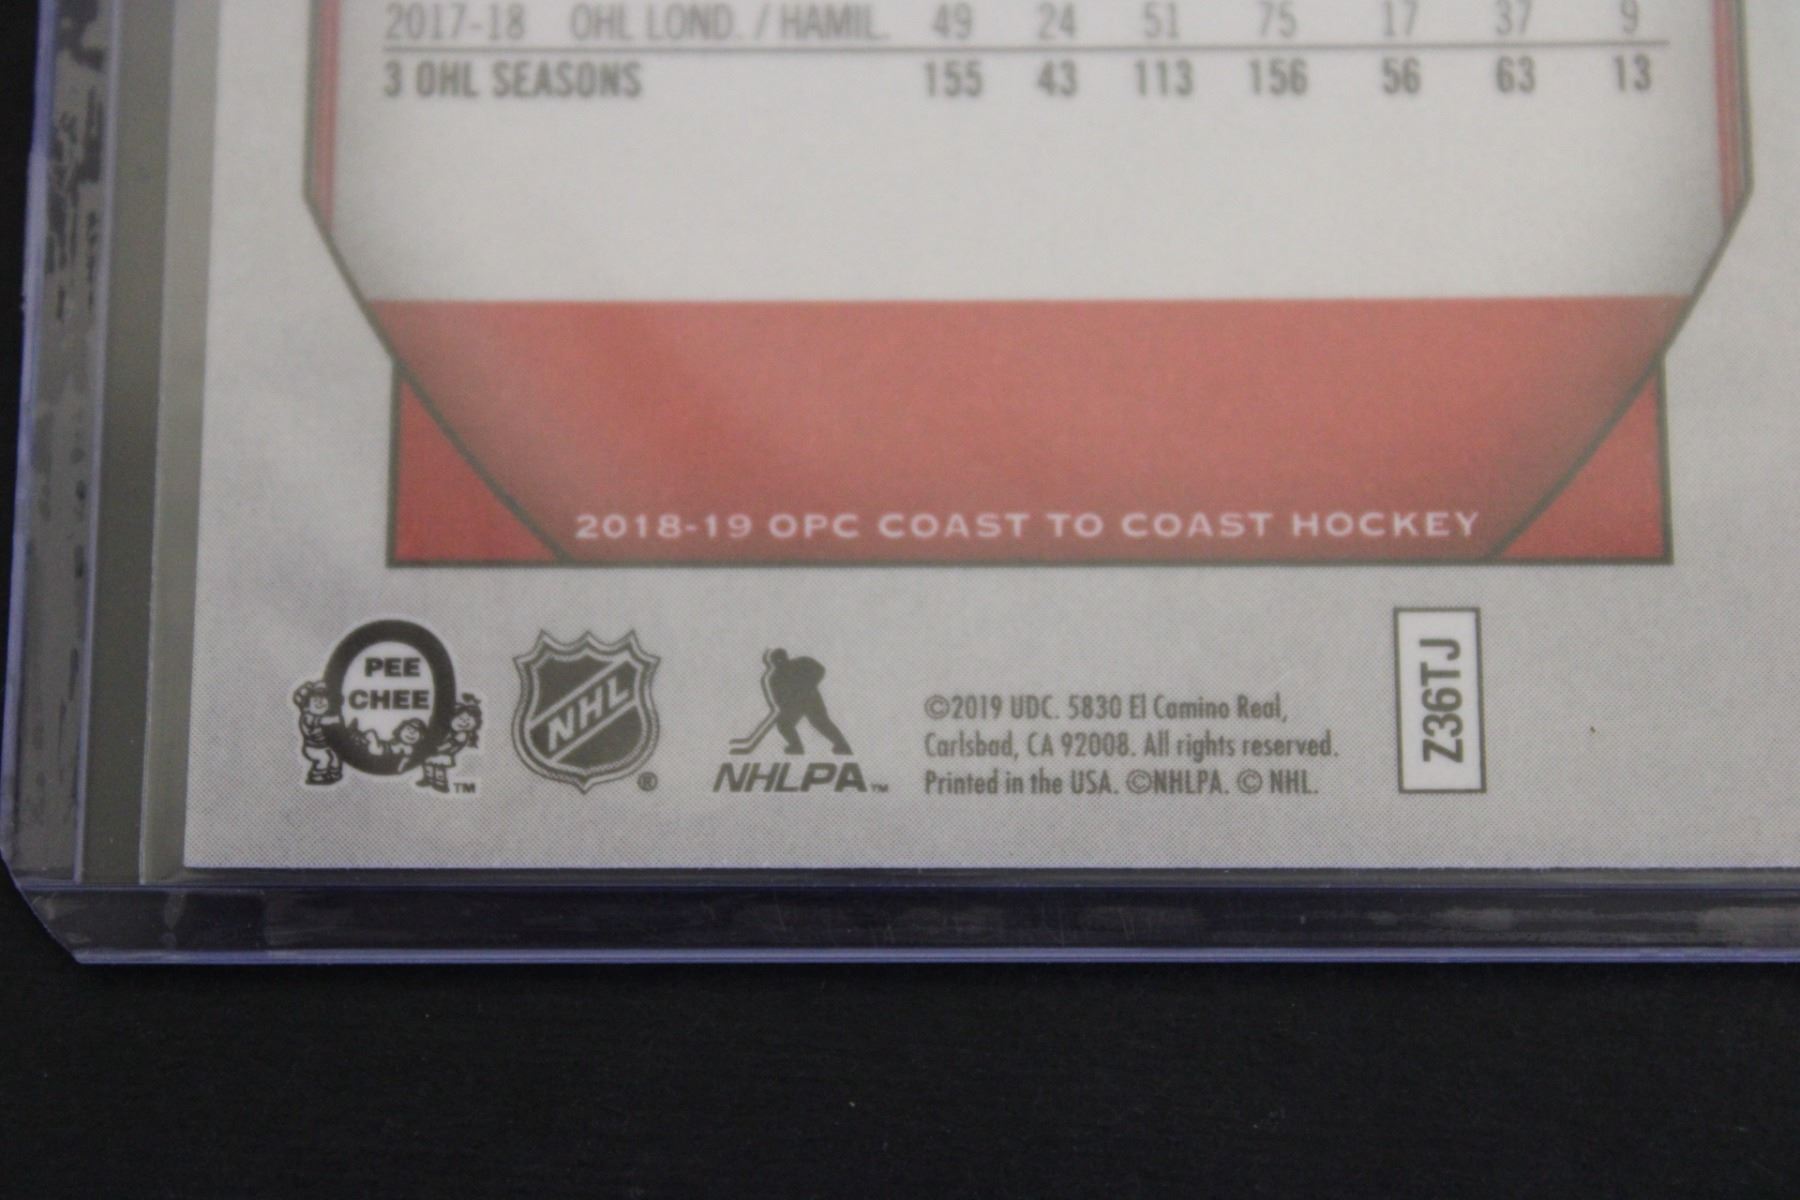 2017-18 OHL LOND. / HAMIL. 49 24 51 75 17 37 9
3 OHL SEASONS 155 43 113 156 56 63 13
2018-19 OPC COAST TO COAST HOCKEY
PEE
CHEE
TM
NHL
®
NHLPA™
©2019 UDC. 5830 El Camino Real,
Carlsbad, CA 92008. All rights reserved.
Printed in the USA. ©NHLPA. © NHL.
Z36TJ